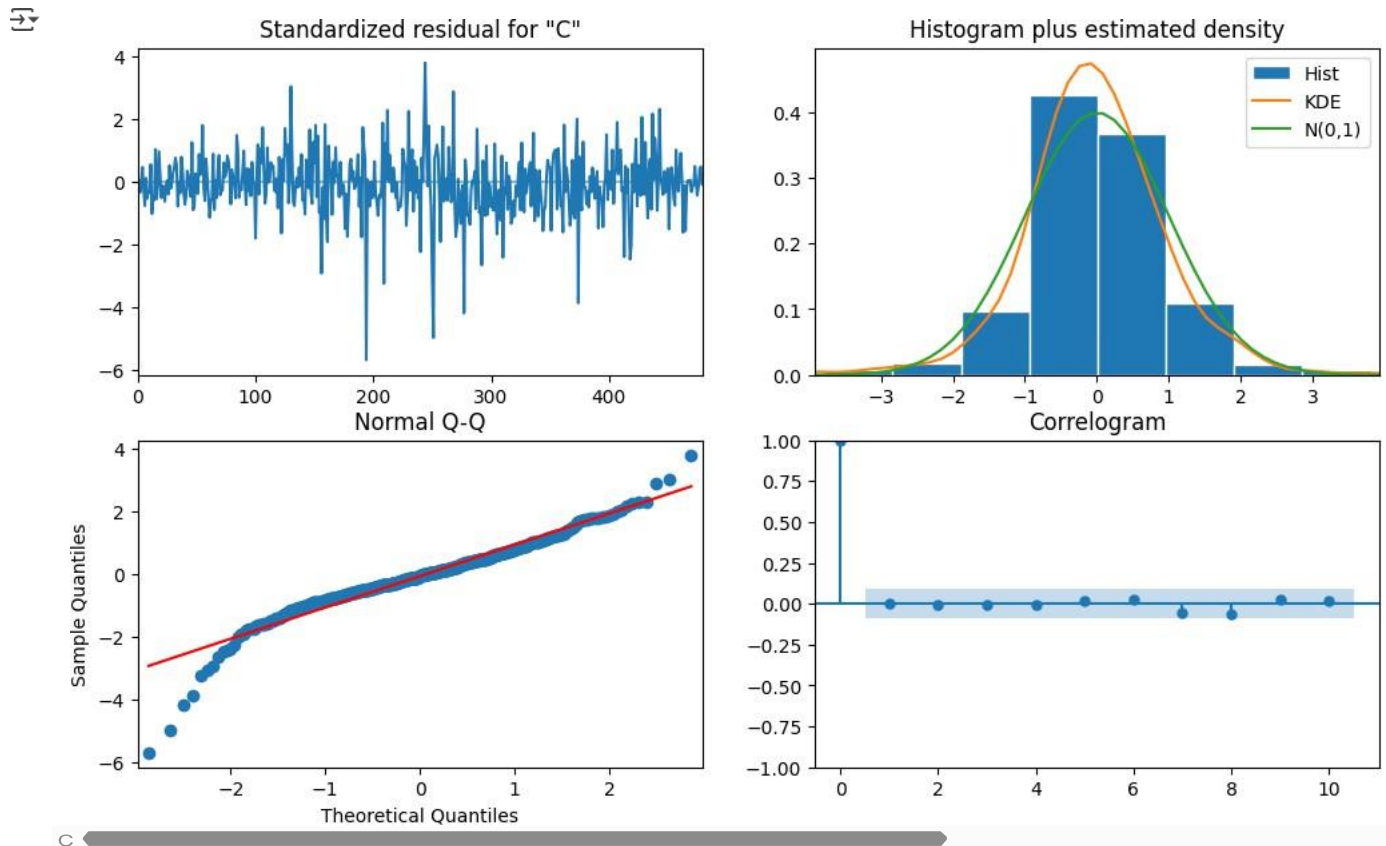 Standardized residual for "C"
4
2
0
−2
−4
−6
0 100 200 300 400
Histogram plus estimated density
Hist
KDE
N(0,1)
0.4
0.3
0.2
0.1
0.0
−3 −2 −1 0 1 2 3
Normal Q-Q
Sample Quantiles
4
2
0
−2
−4
−6
−2 −1 0 1 2
Theoretical Quantiles
Correlogram
1.00
0.75
0.50
0.25
0.00
−0.25
−0.50
−0.75
−1.00
0 2 4 6 8 10